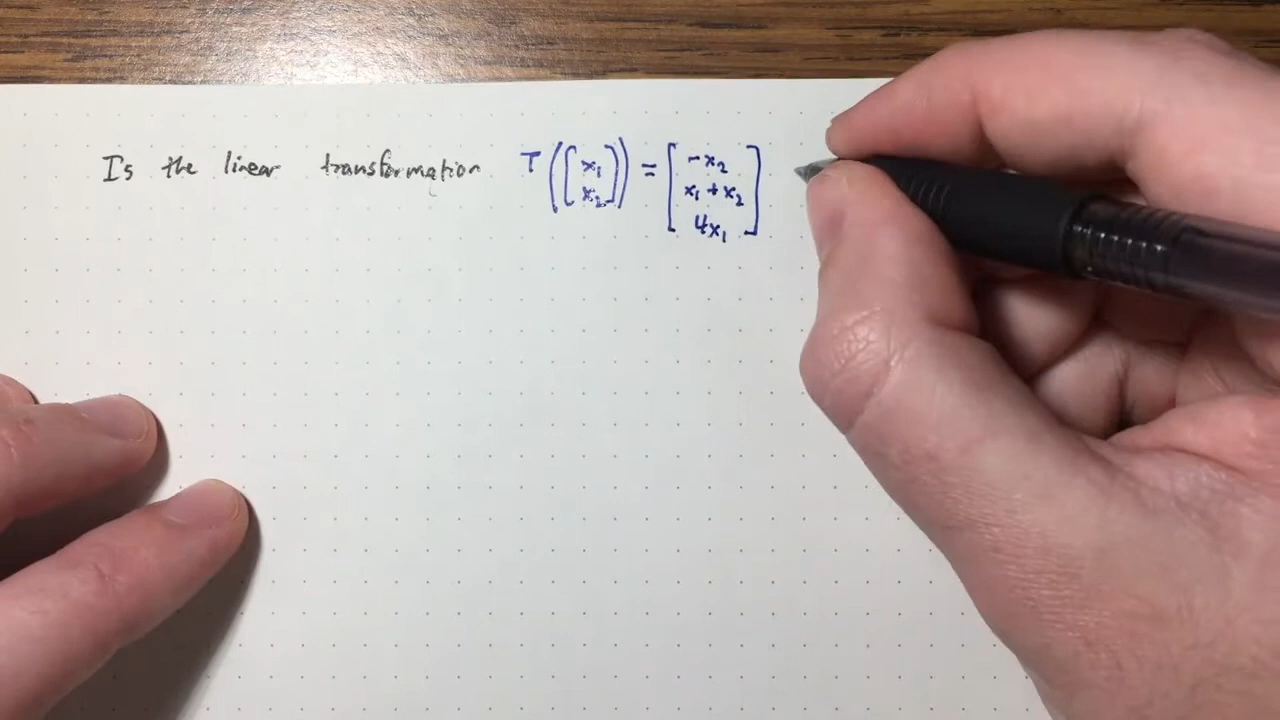 Is the linear transformation T([x₁ x₂]) = [-x₂ x₁ + x₂ 4x₁]